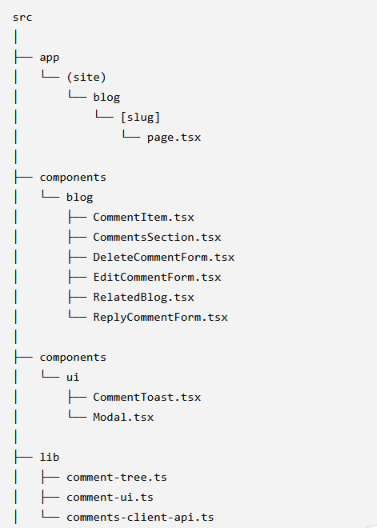 src
│
├── app
│   └── (site)
│       └── blog
│           └── [slug]
│               └── page.tsx
│
├── components
│   └── blog
│       ├── CommentItem.tsx
│       ├── CommentsSection.tsx
│       ├── DeleteCommentForm.tsx
│       ├── EditCommentForm.tsx
│       ├── RelatedBlog.tsx
│       └── ReplyCommentForm.tsx
│
├── components
│   └── ui
│       ├── CommentToast.tsx
│       └── Modal.tsx
│
├── lib
│   ├── comment-tree.ts
│   ├── comment-ui.ts
│   └── comments-client-api.ts